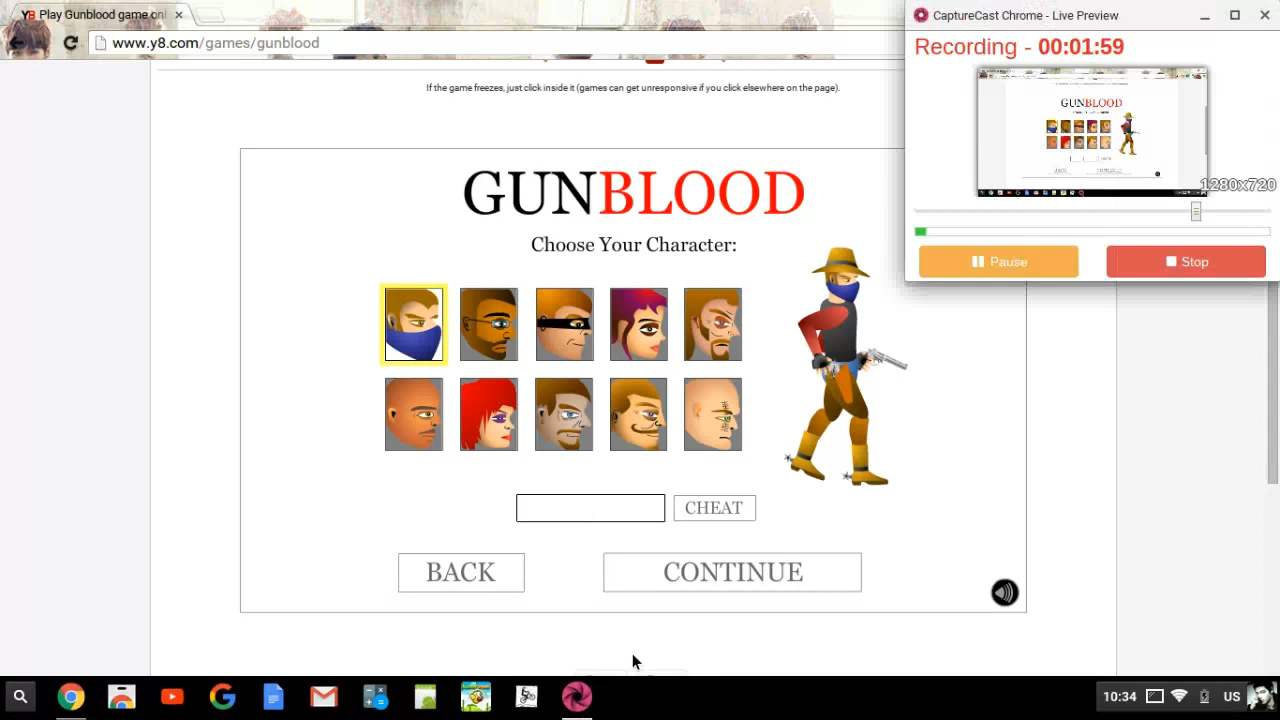 Y8 Play Gunblood game onl
www.y8.com/games/gunblood
CaptureCast Chrome - Live Preview
Recording - 00:01:59
GUNBLOOD
1280x720
Pause
Stop
If the game freezes, just click inside it (games can get unresponsive if you click elsewhere on the page).
GUNBLOOD
Choose Your Character:
CHEAT
BACK
CONTINUE
10:34
US